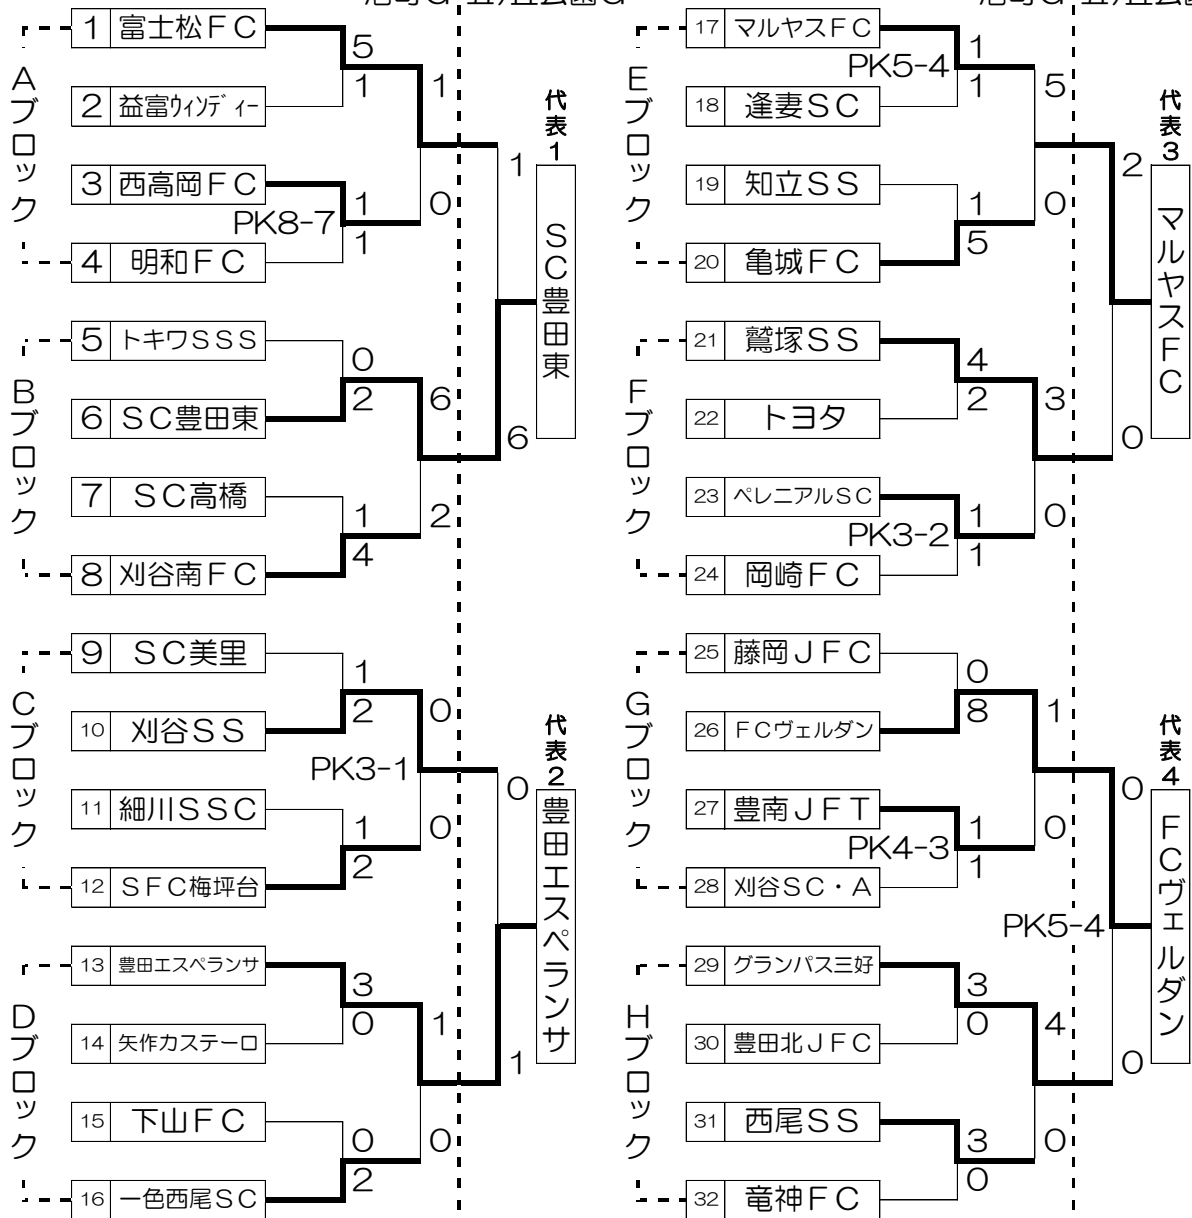 Aブロック
1 富士松FC
2 益富ウィンディー
3 西高岡FC
4 明和FC
5
1
PK8-7
1
1
1
0
Bブロック
5 トキワSSS
6 SC豊田東
7 SC高橋
8 刈谷南FC
0
2
1
4
6
2
1
6
代表1
SC豊田東
Cブロック
9 SC美里
10 刈谷SS
11 細川SSC
12 SFC梅坪台
1
2
PK3-1
1
2
0
0
Dブロック
13 豊田エスペランサ
14 矢作カステーロ
15 下山FC
16 一色西尾SC
3
0
0
2
1
0
0
1
代表2
豊田エスペランサ
Eブロック
17 マルヤスFC
18 逢妻SC
19 知立SS
20 亀城FC
PK5-4
1
1
1
5
5
0
Fブロック
21 鷲塚SS
22 トヨタ
23 ペレニアルSC
24 岡崎FC
4
2
PK3-2
1
1
3
0
2
0
代表3
マルヤスFC
Gブロック
25 藤岡JFC
26 FCヴェルダン
27 豊南JFT
28 刈谷SC・A
0
8
PK4-3
1
1
1
0
Hブロック
29 グランパス三好
30 豊田北JFC
31 西尾SS
32 竜神FC
3
0
3
0
4
0
PK5-4
0
0
代表4
FCヴェルダン